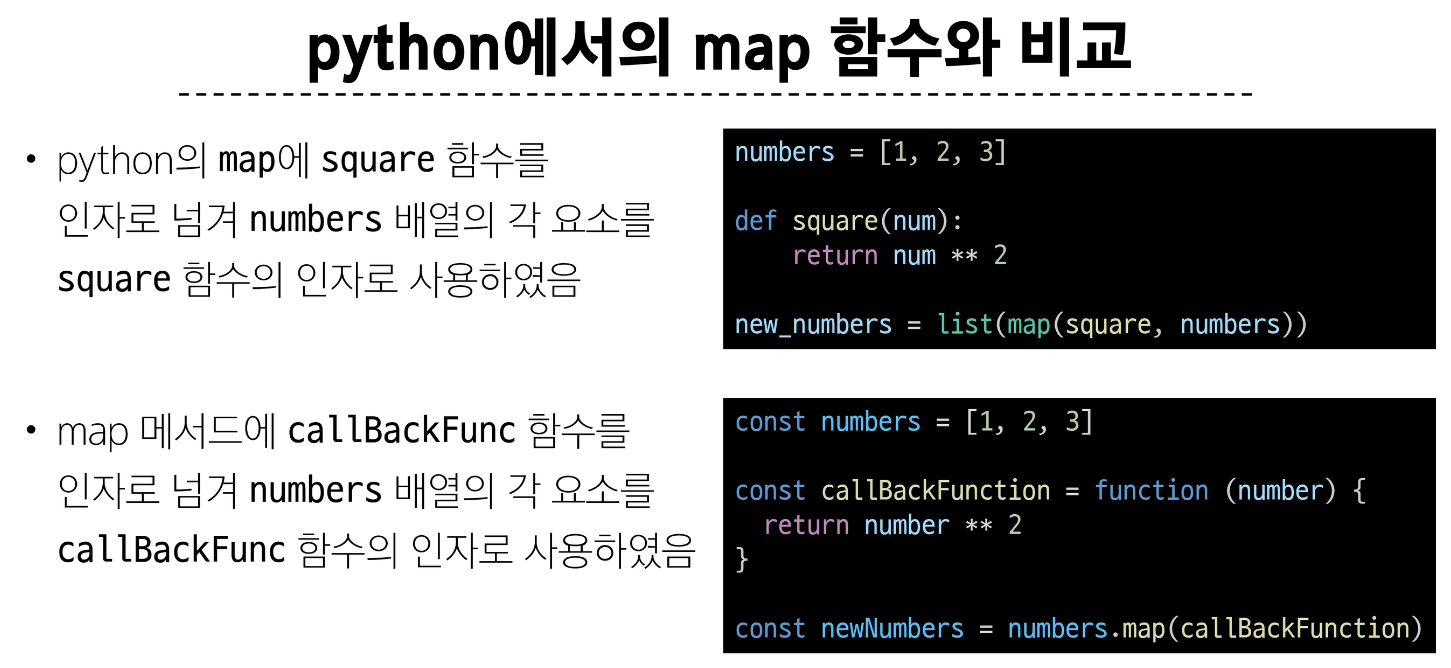 python에서의 map 함수와 비교
• python의 map에 square 함수를
인자로 넘겨 numbers 배열의 각 요소를
square 함수의 인자로 사용하였음
numbers = [1, 2, 3]
def square(num):
    return num ** 2
new_numbers = list(map(square, numbers))
• map 메서드에 callBackFunc 함수를
인자로 넘겨 numbers 배열의 각 요소를
callBackFunc 함수의 인자로 사용하였음
const numbers = [1, 2, 3]
const callBackFunction = function (number) {
  return number ** 2
}
const newNumbers = numbers.map(callBackFunction)